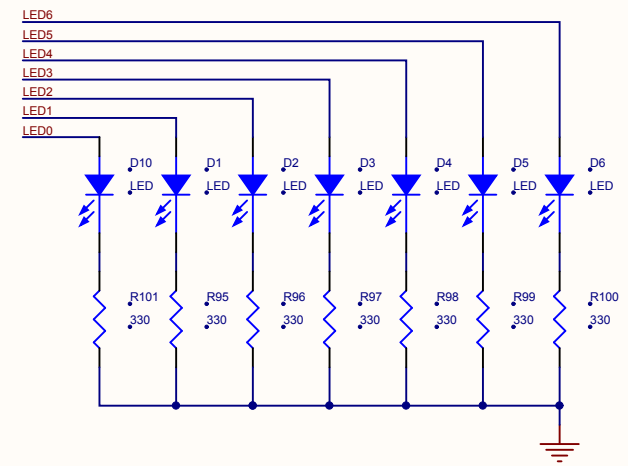 LED6
LED5
LED4
LED3
LED2
LED1
LED0
D10 D1 D2 D3 D4 D5 D6
LED LED LED LED LED LED LED
R101 R95 R96 R97 R98 R99 R100
330 330 330 330 330 330 330